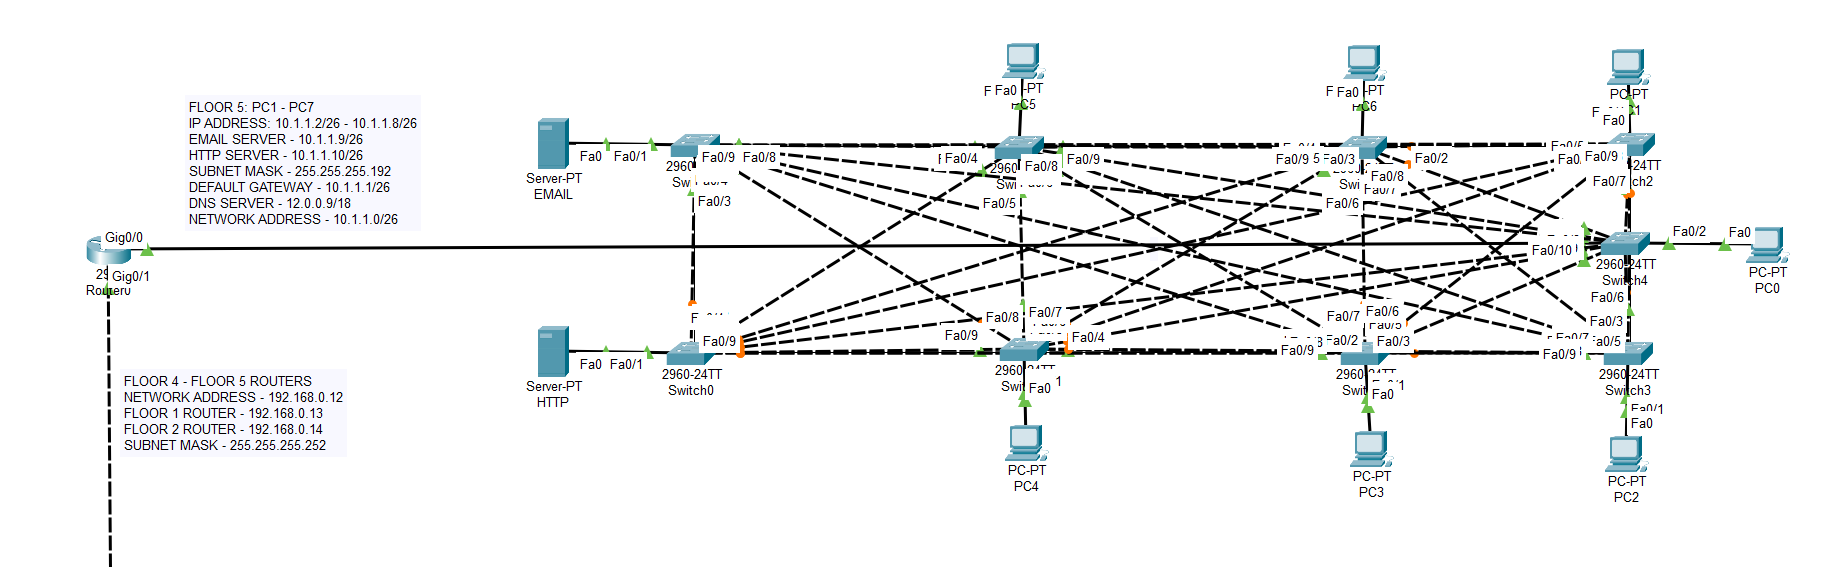 FLOOR 5: PC1 - PC7
IP ADDRESS: 10.1.1.2/26 - 10.1.1.8/26
EMAIL SERVER - 10.1.1.9/26
HTTP SERVER - 10.1.1.10/26
SUBNET MASK - 255.255.255.192
DEFAULT GATEWAY - 10.1.1.1/26
DNS SERVER - 12.0.0.9/18
NETWORK ADDRESS - 10.1.1.0/26
Gig0/0
Gig0/1
FLOOR 4 - FLOOR 5 ROUTERS
NETWORK ADDRESS - 192.168.0.12
FLOOR 1 ROUTER - 192.168.0.13
FLOOR 2 ROUTER - 192.168.0.14
SUBNET MASK - 255.255.255.252
Fa0
Fa0/1
Server-PT
EMAIL
Fa0/9
Fa0/8
Fa0/3
Fa0
Fa0/4
Fa0/8
Fa0/9
Fa0/5
Fa0
Fa0/9
Fa0/3
Fa0/2
Fa0/8
Fa0/6
PC-PT
Fa0
Fa0/9
Fa0/7
Fa0/10
2960-24TT
Switch4
Fa0/2
Fa0
PC-PT
PC0
Fa0
Fa0/1
Server-PT
HTTP
Fa0/9
2960-24TT
Switch0
Fa0/8
Fa0/7
Fa0/9
Fa0/4
Fa0
PC-PT
PC4
Fa0/7
Fa0/6
Fa0/5
Fa0/2
Fa0/3
Fa0/9
Fa0
PC-PT
PC3
Fa0/6
Fa0/3
Fa0/5
Fa0/9
2960-24TT
Switch3
Fa0/1
Fa0
PC-PT
PC2